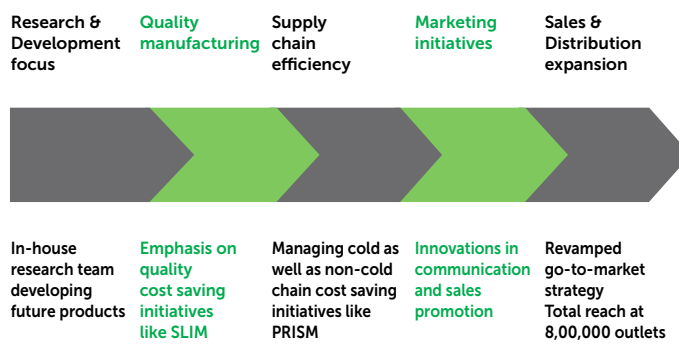 Research &
Development
focus
Quality
manufacturing
Supply
chain
efficiency
Marketing
initiatives
Sales &
Distribution
expansion
In-house
research team
developing
future products
Emphasis on
quality
cost saving
initiatives
like SLIM
Managing cold as
well as non-cold
chain cost saving
initiatives like
PRISM
Innovations in
communication
and sales
promotion
Revamped
go-to-market
strategy
Total reach at
8,00,000 outlets